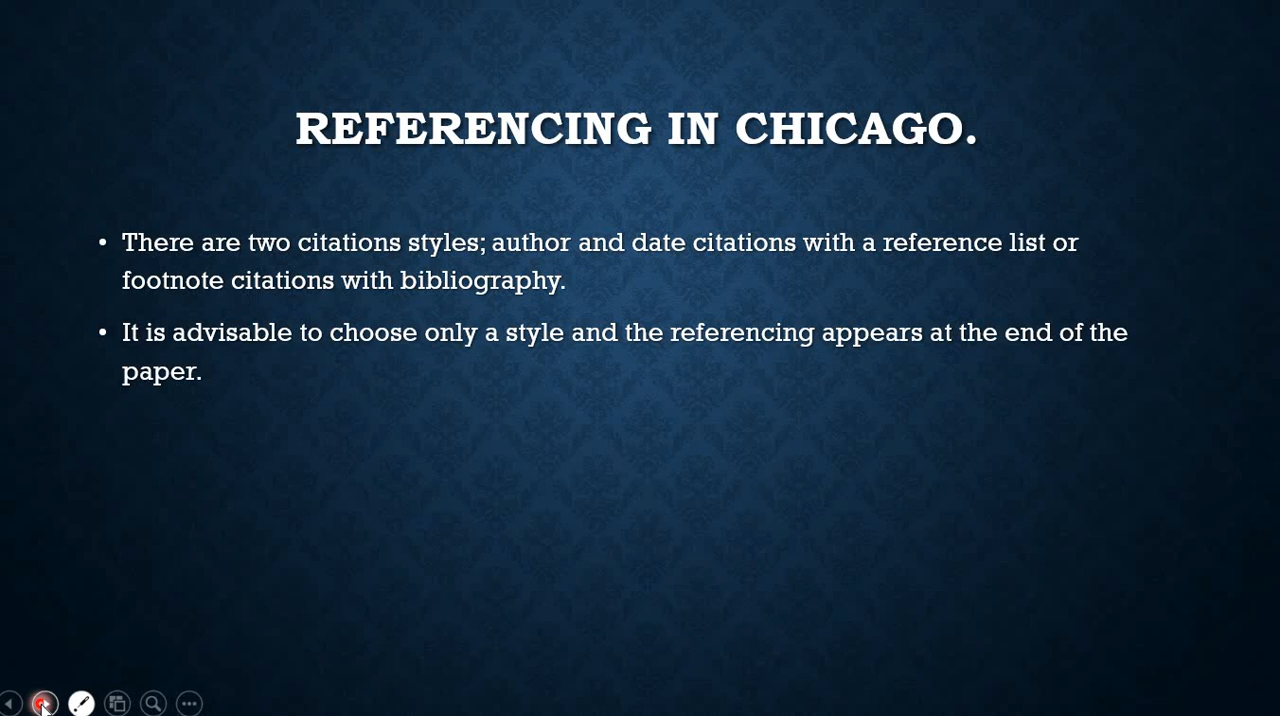 REFERENCING IN CHICAGO.
• There are two citations styles; author and date citations with a reference list or
footnote citations with bibliography.
• It is advisable to choose only a style and the referencing appears at the end of the
paper.